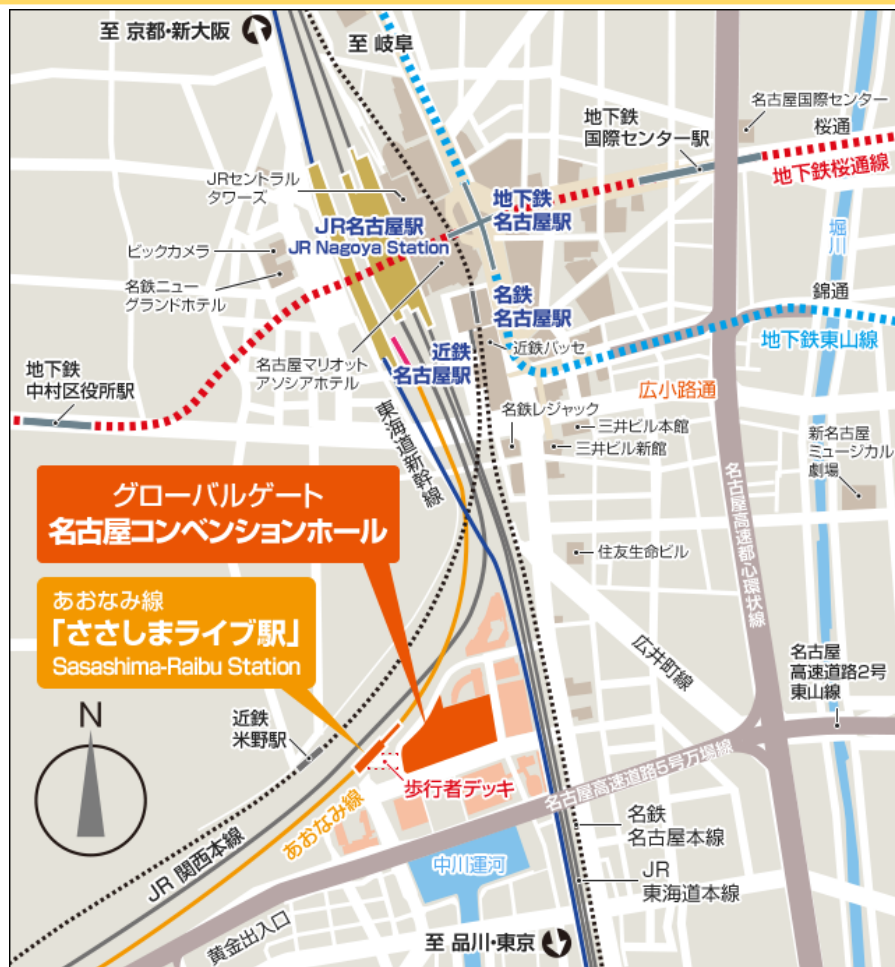 至 京都・新大阪
至 岐阜
名古屋国際センター
地下鉄
国際センター駅
桜通
地下鉄桜通線
JRセントラル
タワーズ
地下鉄
名古屋駅
JR名古屋駅
JR Nagoya Station
堀川
ビックカメラ
名鉄ニュー
グランドホテル
名鉄
名古屋駅
錦通
地下鉄東山線
近鉄パッセ
近鉄
名古屋駅
名古屋マリオット
アソシアホテル
地下鉄
中村区役所駅
広小路通
東海道新幹線
名鉄レジャック
三井ビル本館
三井ビル新館
新名古屋
ミュージカル
劇場
名古屋高速都心環状線
グローバルゲート
名古屋コンベンションホール
住友生命ビル
あおなみ線
「ささしまライブ駅」
Sasashima-Raibu Station
広井町線
名古屋
高速道路2号
東山線
N
近鉄
米野駅
歩行者デッキ
名古屋高速道路5号万場線
あおなみ線
JR 関西本線
名鉄
名古屋本線
中川運河
JR
東海道本線
黄金出入口
至 品川・東京